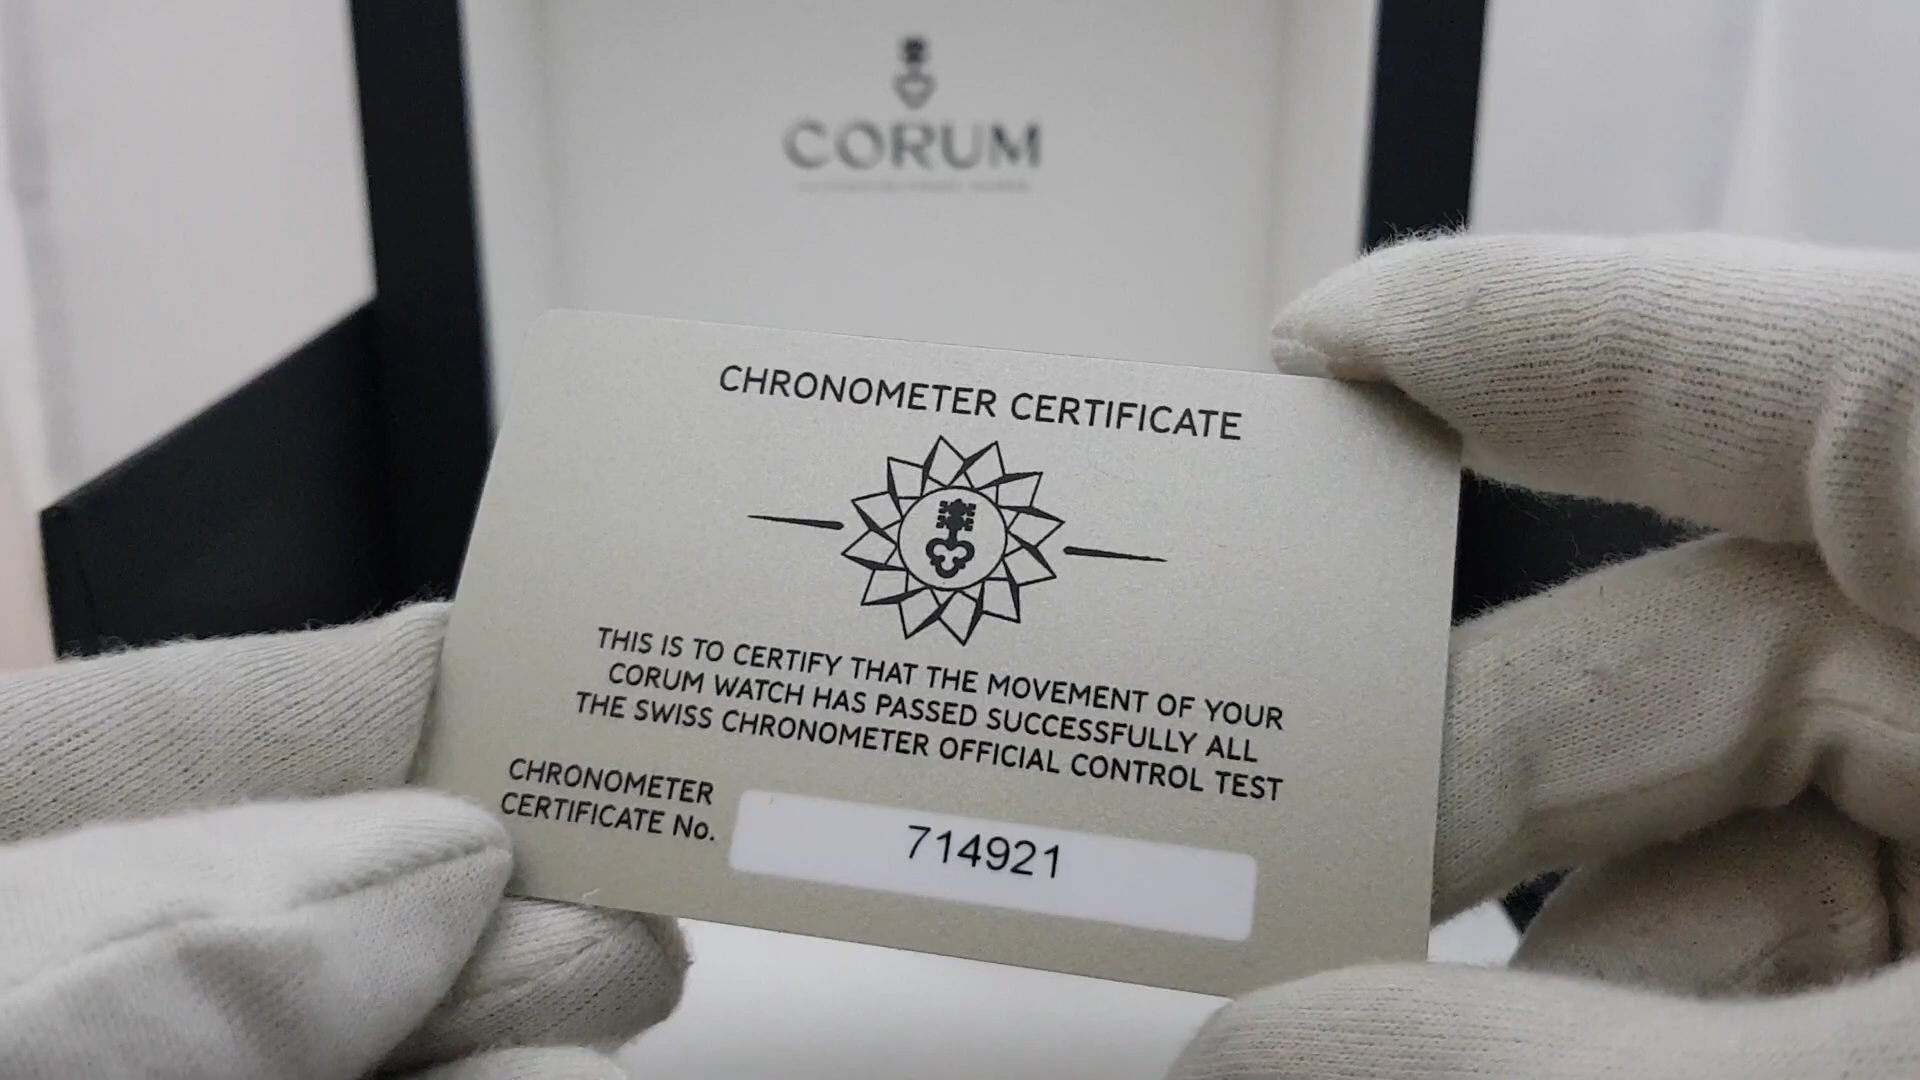 CORUM
CHRONOMETER CERTIFICATE
THIS IS TO CERTIFY THAT THE MOVEMENT OF YOUR
CORUM WATCH HAS PASSED SUCCESSFULLY ALL
THE SWISS CHRONOMETER OFFICIAL CONTROL TEST
CHRONOMETER
CERTIFICATE No.
714921